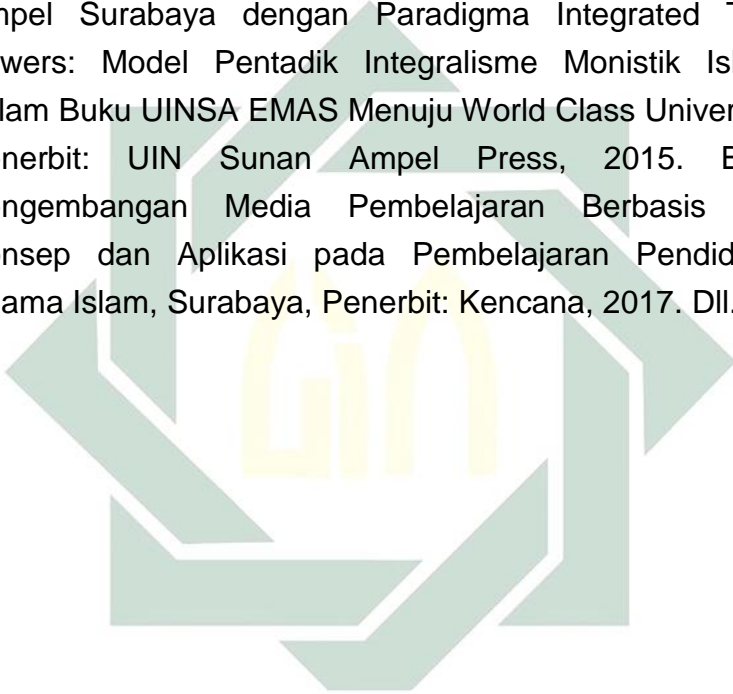 mpel Surabaya dengan Paradigma Integrated T
wers: Model Pentadik Integralisme Monistik Isl
lam Buku UINSA EMAS Menuju World Class Univer
nerbit: UIN Sunan Ampel Press, 2015. B
ngembangan Media Pembelajaran Berbasis
nsep dan Aplikasi pada Pembelajaran Pendid
ama Islam, Surabaya, Penerbit: Kencana, 2017. Dll.
uin